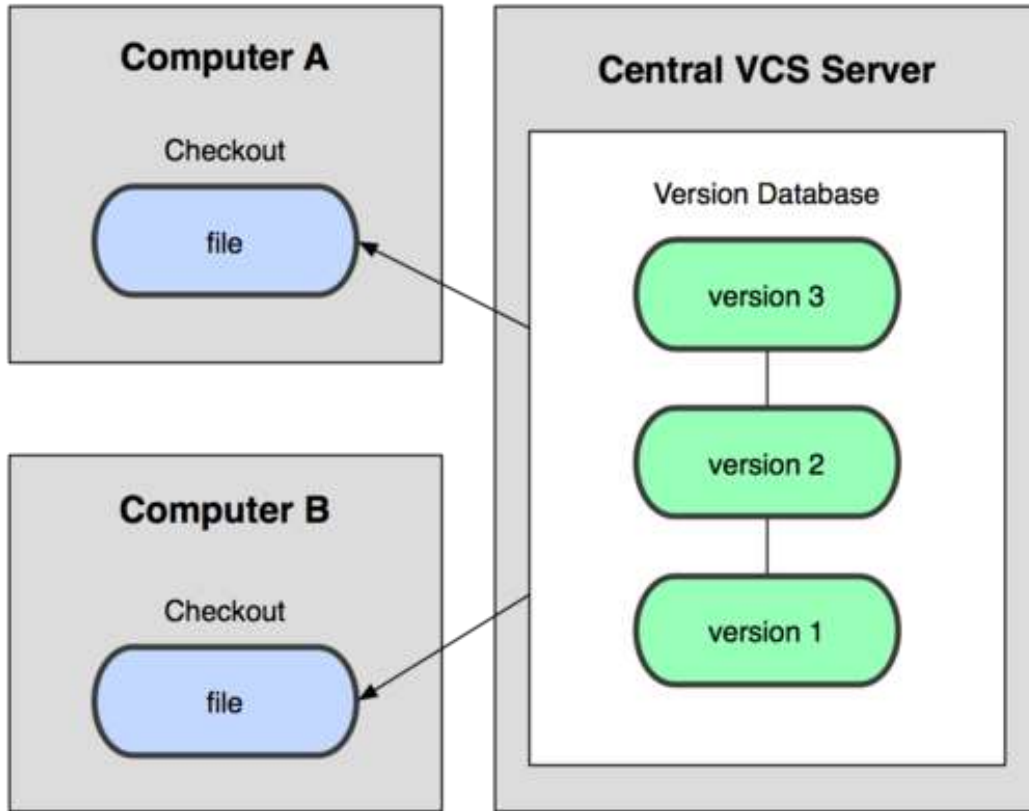 Computer A
Checkout
file
Computer B
Checkout
file
Central VCS Server
Version Database
version 3
version 2
version 1